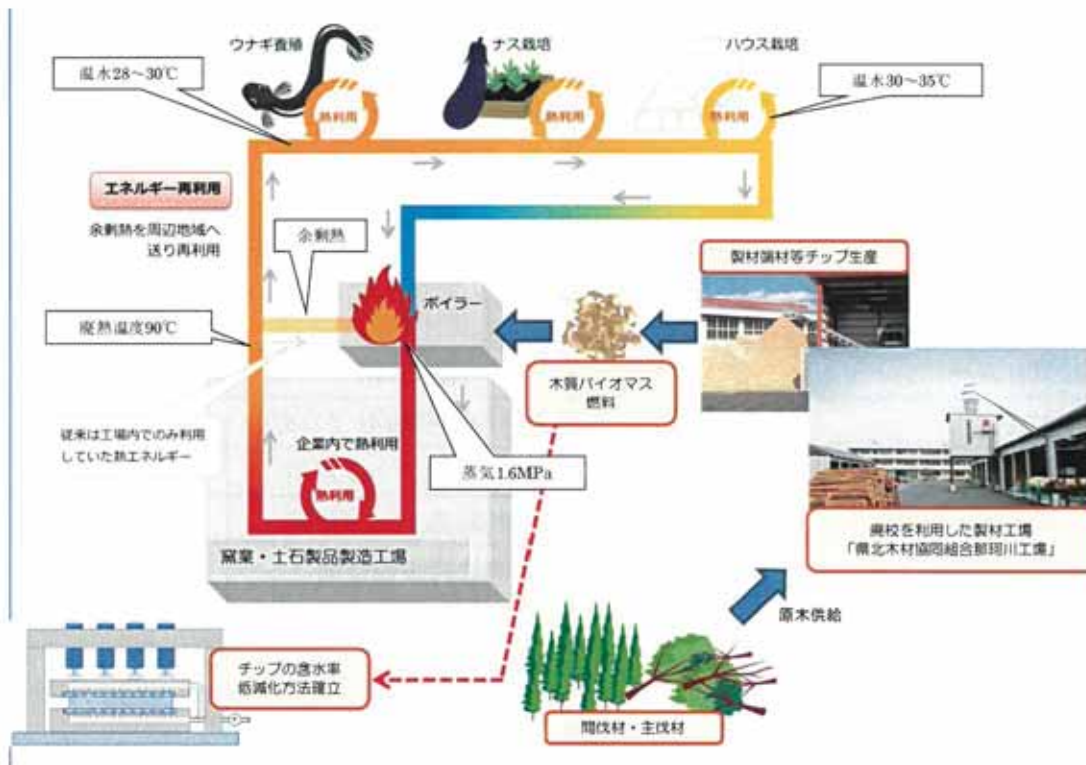 ウナギ養殖
ナス栽培
ハウス栽培
温水28～30℃
温水30～35℃
熱利用
熱利用
熱利用
エネルギー再利用
余剰熱を周辺地域へ
送り再利用
余剰熱
製材端材等チップ生産
ボイラー
廃熱温度90℃
木質バイオマス
燃料
従来は工場内でのみ利用
していた熱エネルギー
企業内で熱利用
熱利用
蒸気1.6MPa
廃校を利用した製材工場
「県北木材協同組合那珂川工場」
窯業・土石製品製造工場
原木供給
チップの含水率
低減化方法確立
間伐材・主伐材